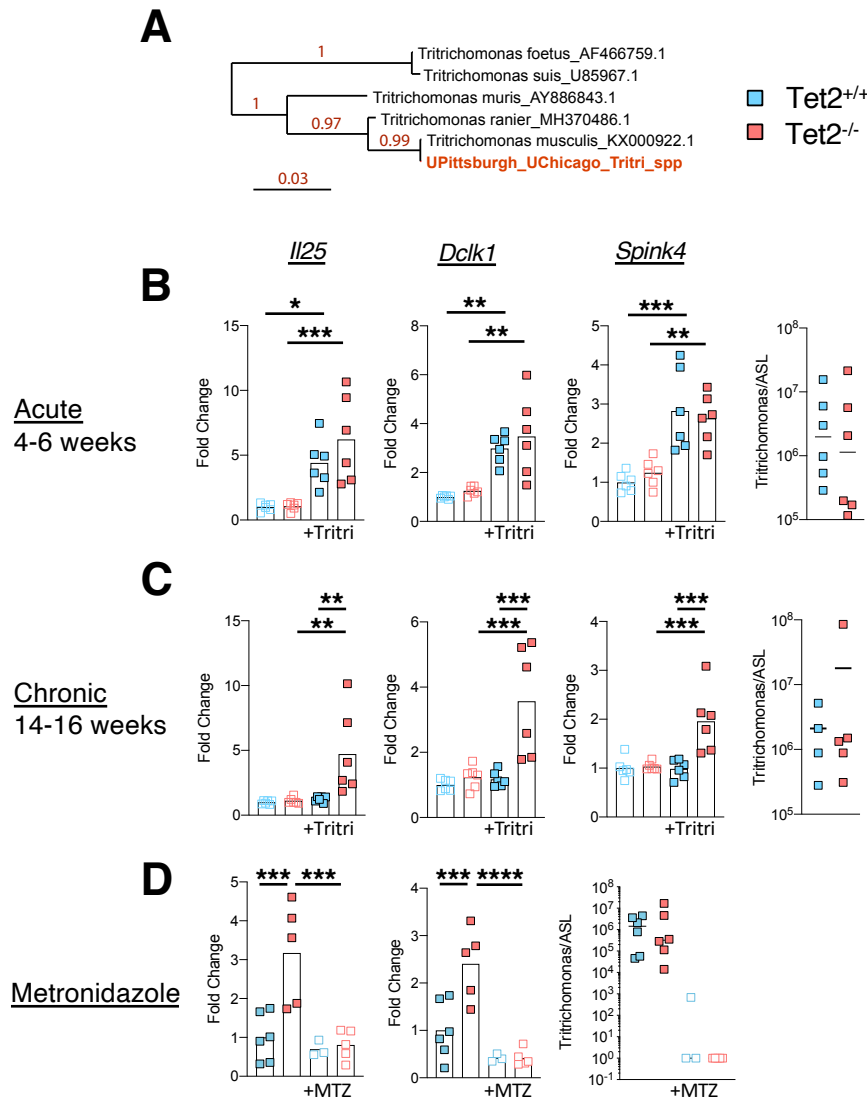 A
1
Tritrichomonas foetus_AF466759.1
Tritrichomonas suis_U85967.1
1
Tritrichomonas muris_AY886843.1
0.97
Tritrichomonas ranier_MH370486.1
0.99
Tritrichomonas musculis_KX000922.1
UPittsburgh_UChicago_Tritri_spp
0.03
Tet2+/+
Tet2-/-
Il25
Dclk1
Spink4
B
Acute
4-6 weeks
Fold Change
15
10
5
0
*
***
+Tritri
Fold Change
8
6
4
2
0
**
**
+Tritri
Fold Change
5
4
3
2
1
0
***
**
+Tritri
Tritrichomonas/ASL
10^8
10^7
10^6
10^5
C
Chronic
14-16 weeks
Fold Change
15
10
5
0
**
**
+Tritri
Fold Change
6
4
2
0
***
***
+Tritri
Fold Change
4
3
2
1
0
***
***
+Tritri
Tritrichomonas/ASL
10^8
10^7
10^6
10^5
D
Metronidazole
Fold Change
5
4
3
2
1
0
***
***
+MTZ
Fold Change
4
3
2
1
0
***
****
+MTZ
Tritrichomonas/ASL
10^8
10^7
10^6
10^5
10^4
10^3
10^2
10^1
10^0
10^-1
+MTZ